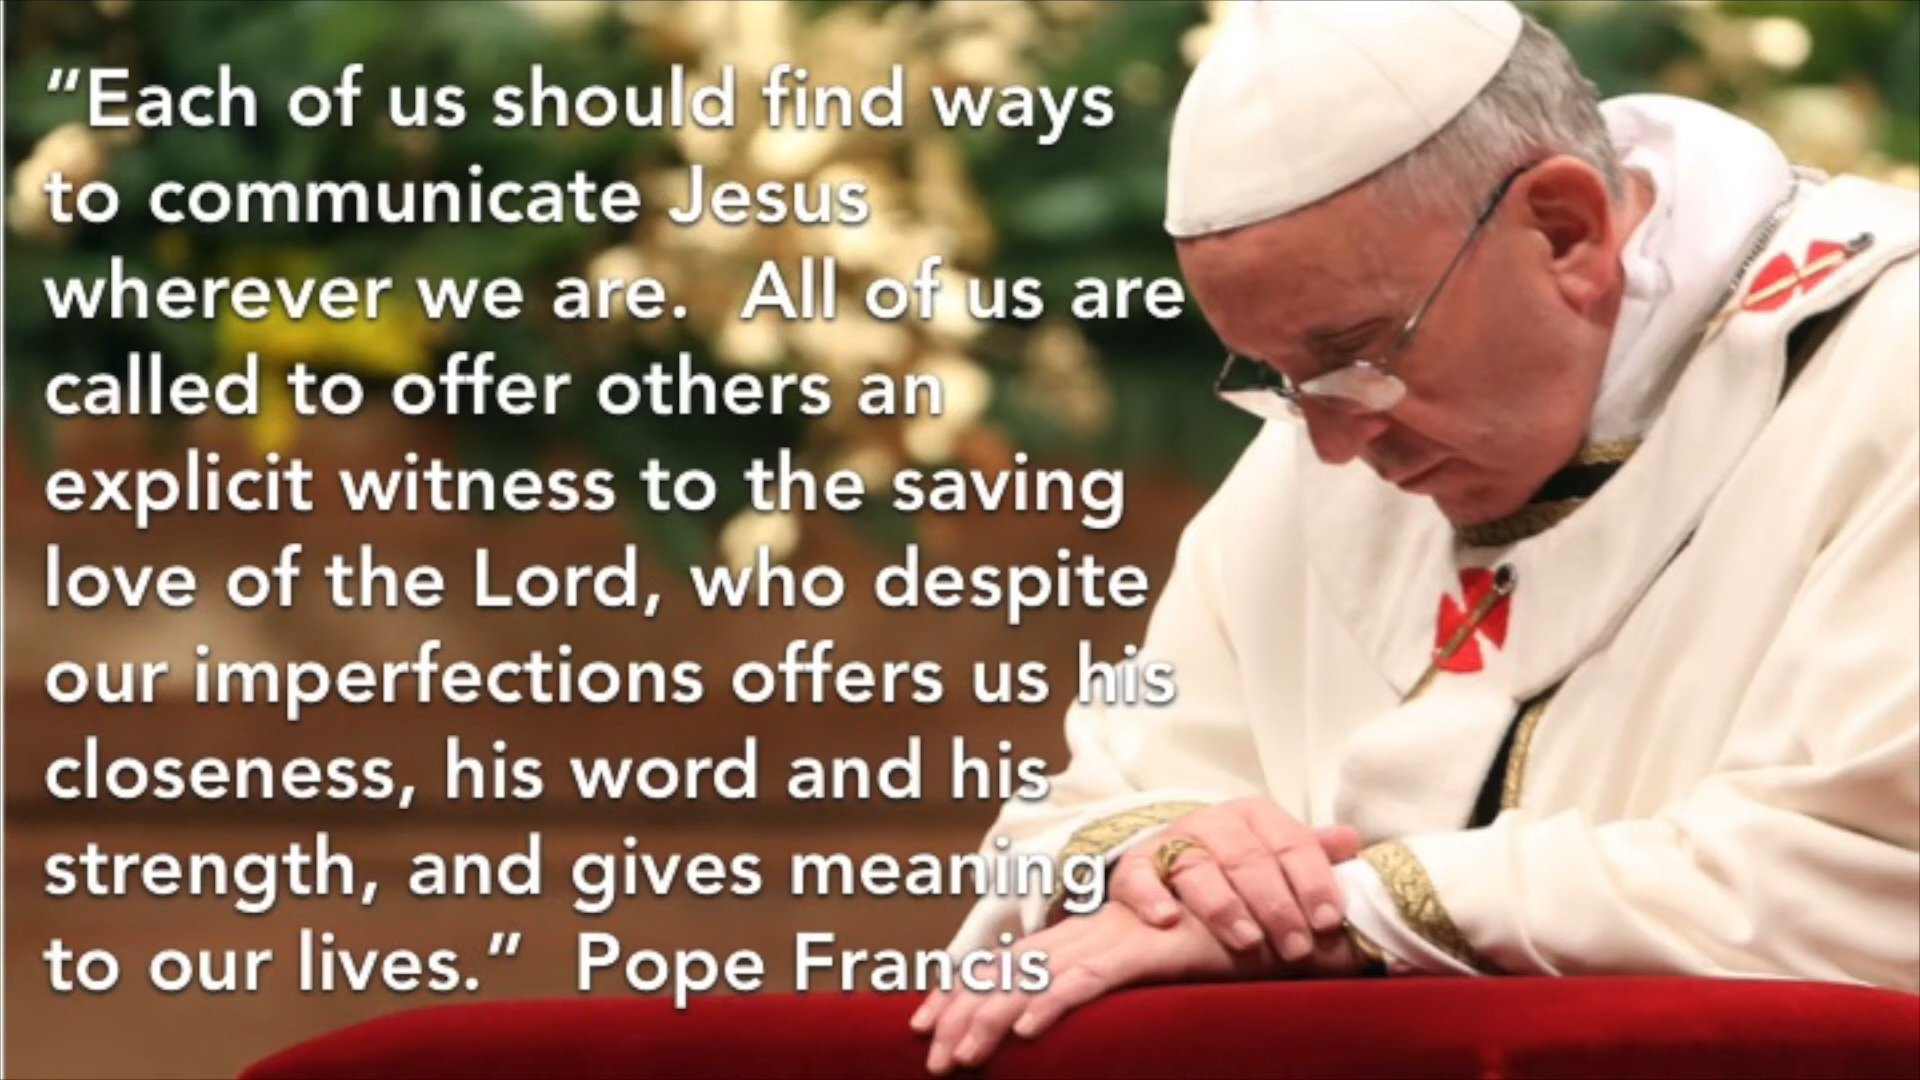 “Each of us should find ways
to communicate Jesus
wherever we are.  All of us are
called to offer others an
explicit witness to the saving
love of the Lord, who despite
our imperfections offers us his
closeness, his word and his
strength, and gives meaning
to our lives.”  Pope Francis